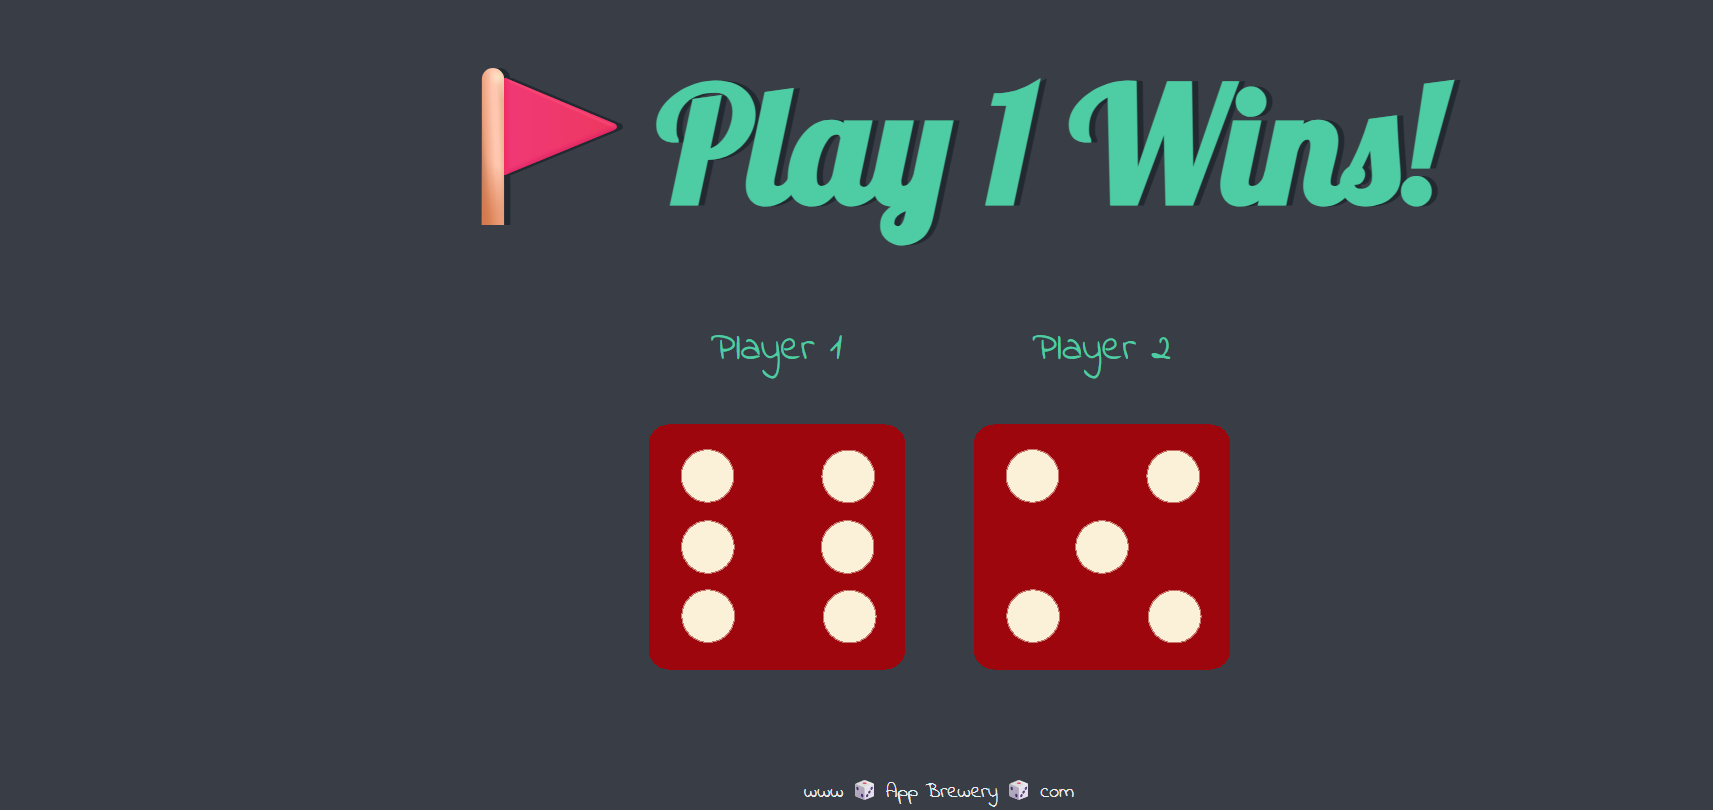 🚩 Play 1 Wins!
Player 1
Player 2
www 🎲 App Brewery 🎲 com